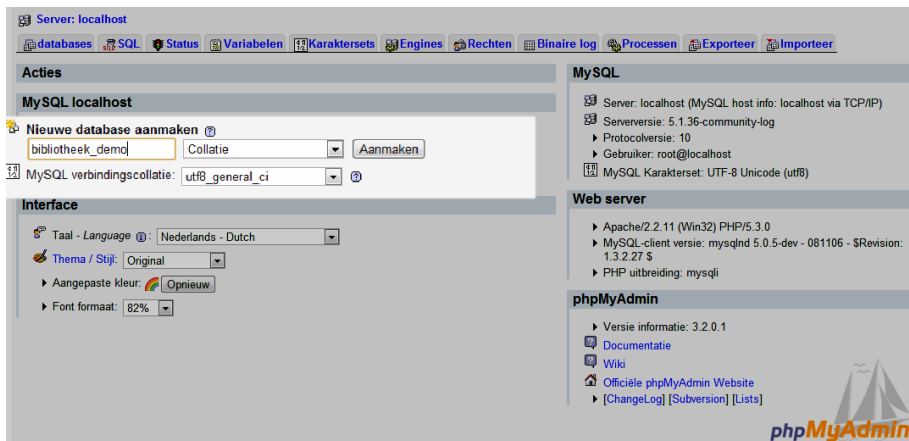 Server: localhost
databases SQL Status Variabelen Karaktersets Engines Rechten Binaire log Processen Exporteer Importeer
Acties
MySQL localhost
Nieuwe database aanmaken
bibliotheek_demo Collatie Aanmaken
MySQL verbindingscollatie: utf8_general_ci
Interface
Taal - Language : Nederlands - Dutch
Thema / Stijl: Original
Aangepaste kleur: Opnieuw
Font formaat: 82%
MySQL
Server: localhost (MySQL host info: localhost via TCP/IP)
Serverversie: 5.1.36-community-log
Protocolversie: 10
Gebruiker: root@localhost
MySQL Karakterset: UTF-8 Unicode (utf8)
Web server
Apache/2.2.11 (Win32) PHP/5.3.0
MySQL-client versie: mysqlnd 5.0.5-dev - 081106 - $Revision:
1.3.2.27 $
PHP uitbreiding: mysqli
phpMyAdmin
Versie informatie: 3.2.0.1
Documentatie
Wiki
Officiële phpMyAdmin Website
[ChangeLog] [Subversion] [Lists]
phpMyAdmin